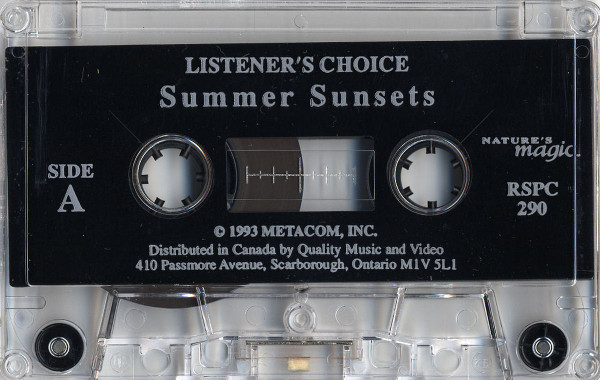 LISTENER'S CHOICE
Summer Sunsets
NATURE'S
magic
SIDE
A
RSPC
290
© 1993 METACOM, INC.
Distributed in Canada by Quality Music and Video
410 Passmore Avenue, Scarborough, Ontario M1V 5L1